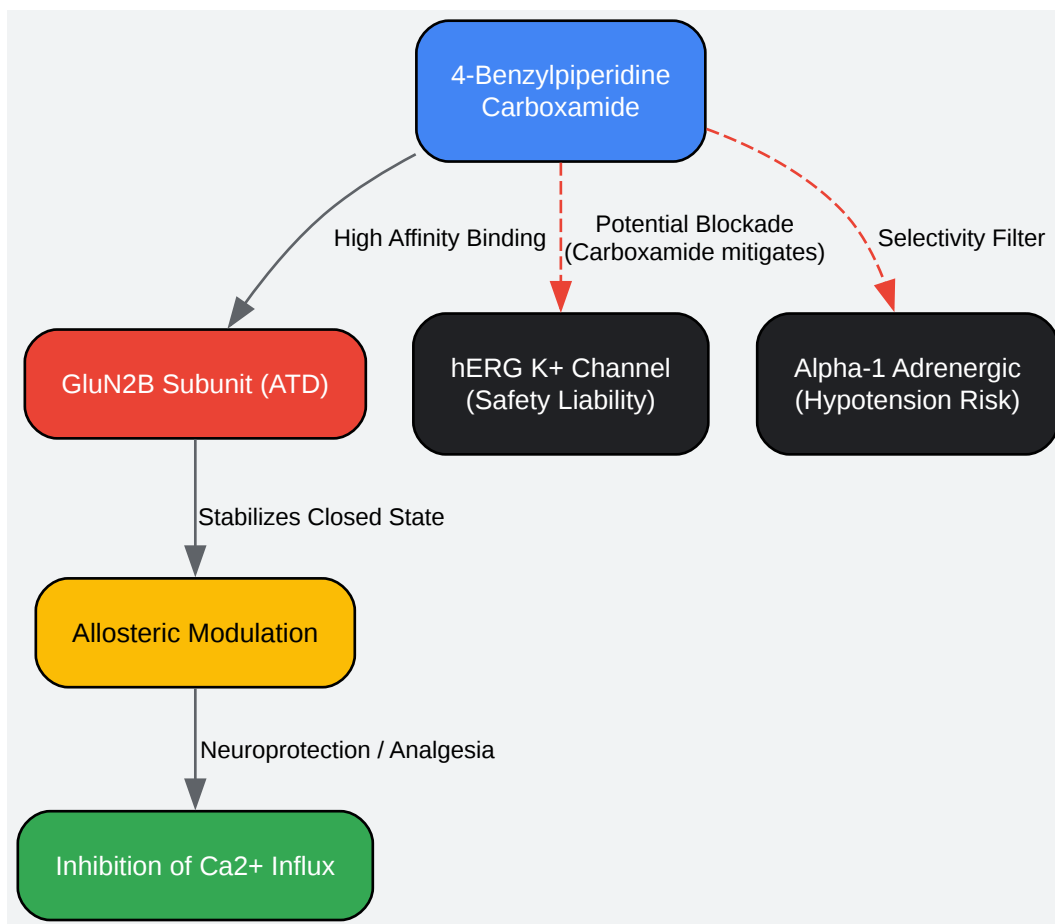 4-Benzylpiperidine
Carboxamide
High Affinity Binding
Potential Blockade
(Carboxamide mitigates)
Selectivity Filter
GluN2B Subunit (ATD)
hERG K+ Channel
(Safety Liability)
Alpha-1 Adrenergic
(Hypotension Risk)
Stabilizes Closed State
Allosteric Modulation
Neuroprotection / Analgesia
Inhibition of Ca2+ Influx